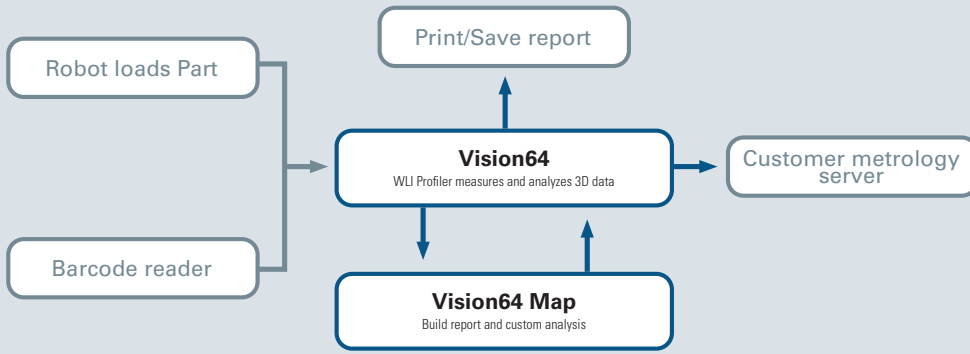 Print/Save report
Robot loads Part
Vision64
WLI Profiler measures and analyzes 3D data
Customer metrology
server
Barcode reader
Vision64 Map
Build report and custom analysis